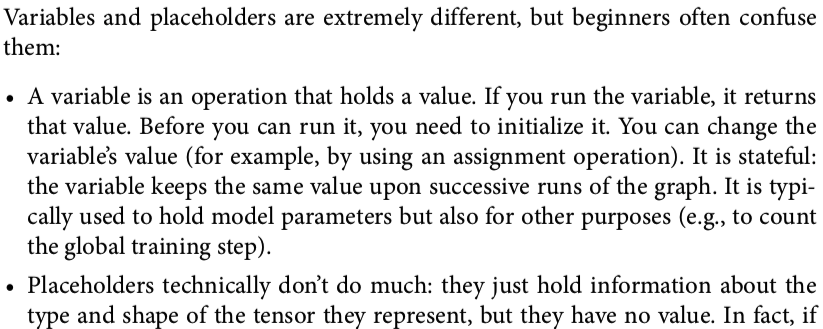 Variables and placeholders are extremely different, but beginners often confuse
them:
• A variable is an operation that holds a value. If you run the variable, it returns
that value. Before you can run it, you need to initialize it. You can change the
variable’s value (for example, by using an assignment operation). It is stateful:
the variable keeps the same value upon successive runs of the graph. It is typi-
cally used to hold model parameters but also for other purposes (e.g., to count
the global training step).
• Placeholders technically don’t do much: they just hold information about the
type and shape of the tensor they represent, but they have no value. In fact, if